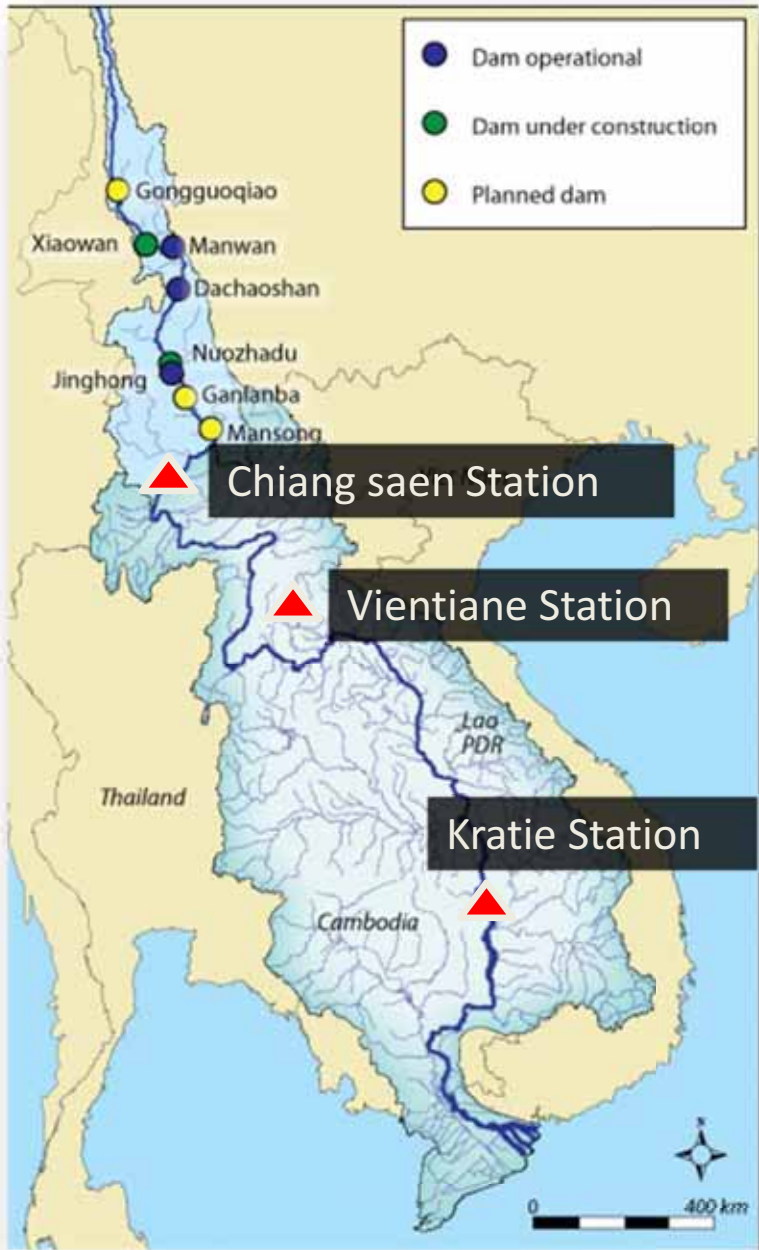 Dam operational
Dam under construction
Planned dam
Gongguoqiao
Xiaowan
Manwan
Dachaoshan
Nuozhadu
Jinghong
Ganlanba
Mansong
Chiang saen Station
Vientiane Station
Lao
PDR
Thailand
Kratie Station
Cambodia
N
0
400 km